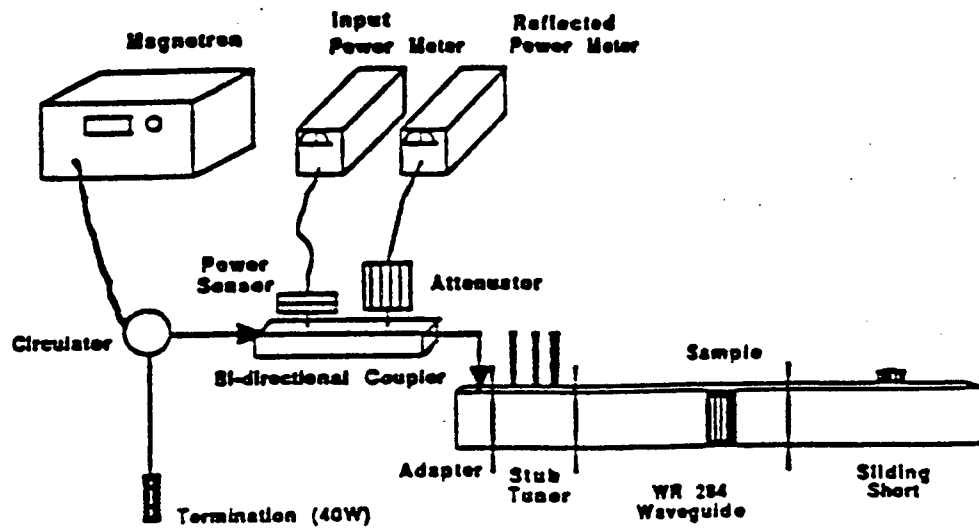 Magnetron
Input
Power Meter
Reflected
Power Meter
Power
Sensor
Attenuator
Circulator
Bi-directional Coupler
Sample
Adapter
Stub
Tuner
WR 284
Waveguide
Sliding
Short
Termination (40W)